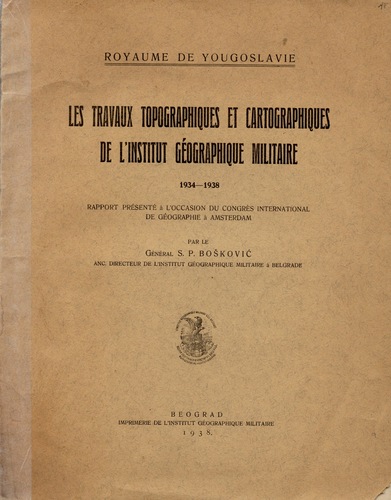 ROYAUME DE YOUGOSLAVIE
LES TRAVAUX TOPOGRAPHIQUES ET CARTOGRAPHIQUES
DE L'INSTITUT GÉOGRAPHIQUE MILITAIRE
1934—1938
RAPPORT PRÉSENTÉ à L'OCCASION DU CONGRÈS INTERNATIONAL
DE GÉOGRAPHIE à AMSTERDAM
PAR LE
GÉNÉRAL S. P. BOŠKOVIĆ
ANC. DIRECTEUR DE L'INSTITUT GÉOGRAPHIQUE MILITAIRE à BELGRADE
BEOGRAD
IMPRIMERIE DE L'INSTITUT GÉOGRAPHIQUE MILITAIRE
1938.